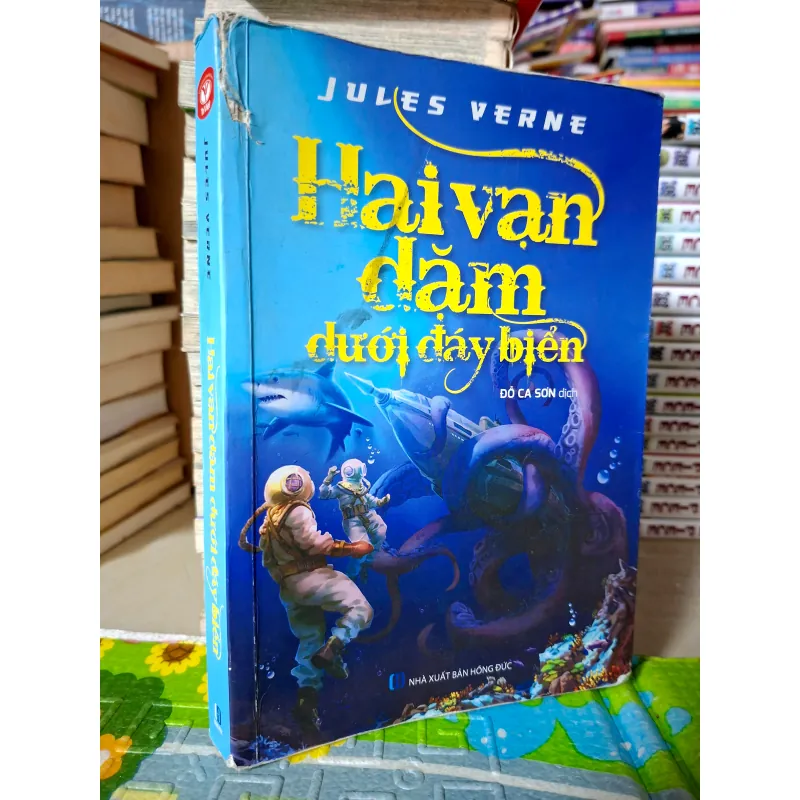 JULES VERNE
Hai vạn
dặm
dưới đáy biển
ĐỖ CA SƠN dịch
NHÀ XUẤT BẢN HỒNG ĐỨC
JULES VERNE
Hai vạn dặm dưới đáy biển